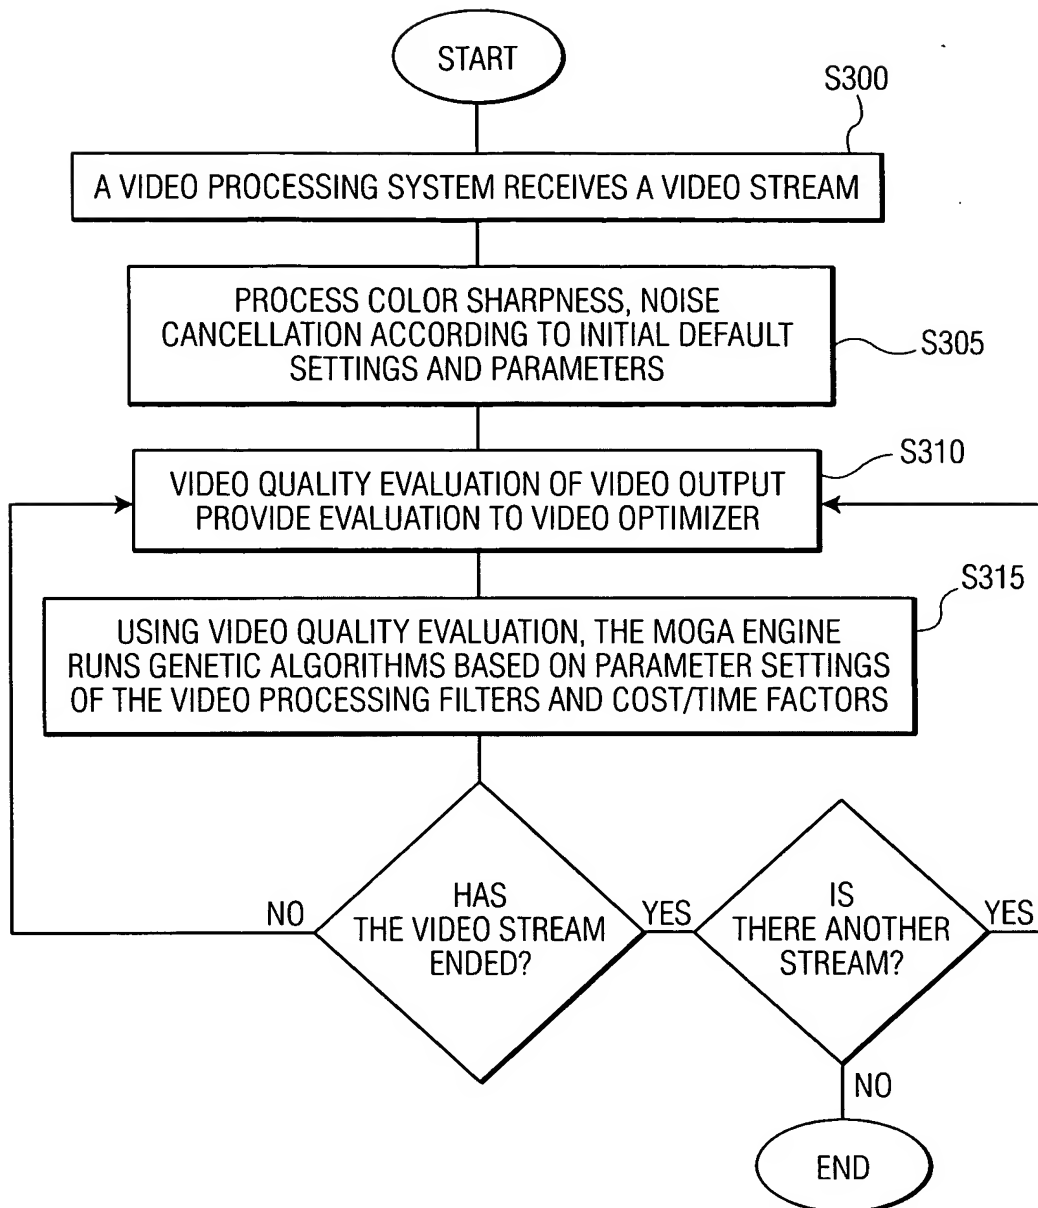 START
S300
A VIDEO PROCESSING SYSTEM RECEIVES A VIDEO STREAM
PROCESS COLOR SHARPNESS, NOISE
CANCELLATION ACCORDING TO INITIAL DEFAULT
SETTINGS AND PARAMETERS
S305
S310
VIDEO QUALITY EVALUATION OF VIDEO OUTPUT
PROVIDE EVALUATION TO VIDEO OPTIMIZER
S315
USING VIDEO QUALITY EVALUATION, THE MOGA ENGINE
RUNS GENETIC ALGORITHMS BASED ON PARAMETER SETTINGS
OF THE VIDEO PROCESSING FILTERS AND COST/TIME FACTORS
NO
HAS
THE VIDEO STREAM
ENDED?
YES
IS
THERE ANOTHER
STREAM?
YES
NO
END